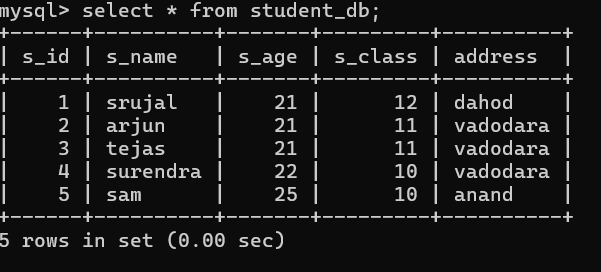 mysql> select * from student_db;
+------+----------+-------+---------+----------+
| s_id | s_name   | s_age | s_class | address  |
+------+----------+-------+---------+----------+
|    1 | srujal   |    21 |      12 | dahod    |
|    2 | arjun    |    21 |      11 | vadodara |
|    3 | tejas    |    21 |      11 | vadodara |
|    4 | surendra |    22 |      10 | vadodara |
|    5 | sam      |    25 |      10 | anand    |
+------+----------+-------+---------+----------+
5 rows in set (0.00 sec)